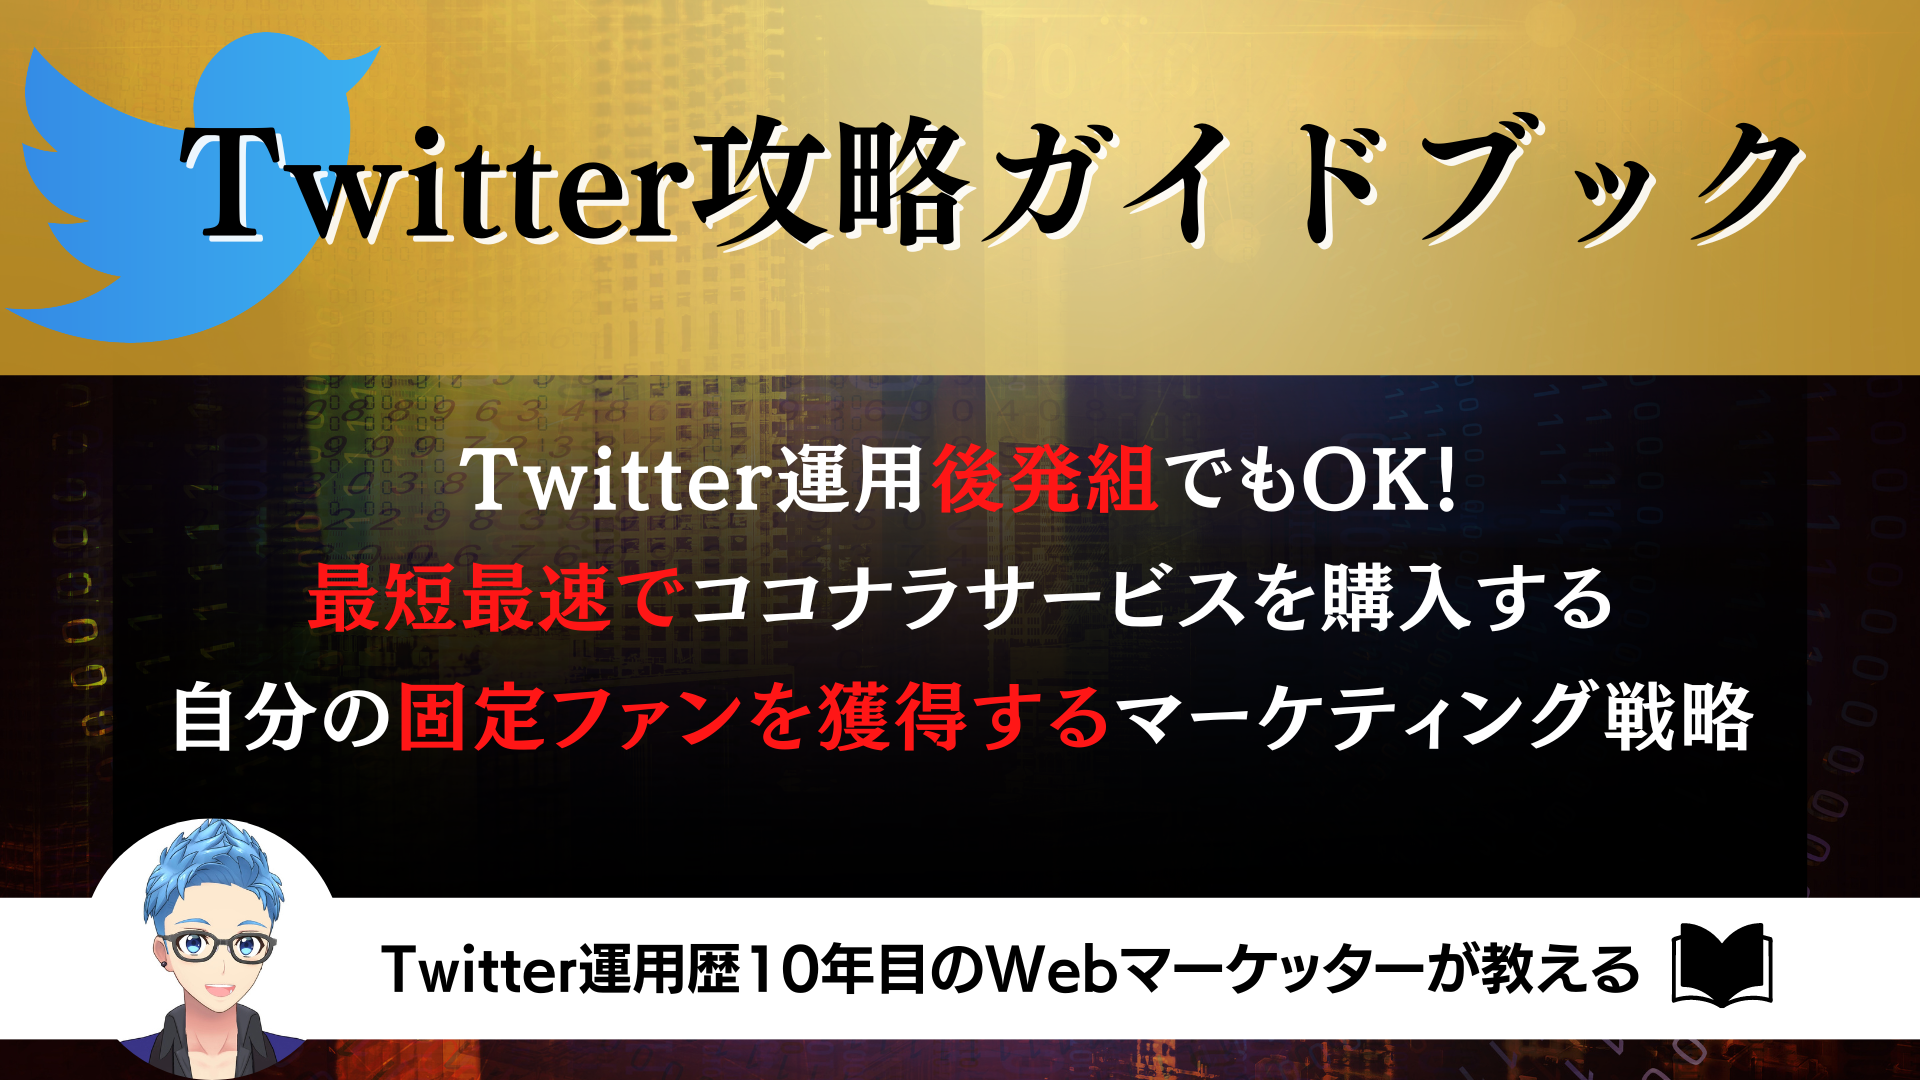 Twitter攻略ガイドブック
Twitter運用後発組でもOK!
最短最速でココナラサービスを購入する
自分の固定ファンを獲得するマーケティング戦略
Twitter運用歴10年目のWebマーケッターが教える